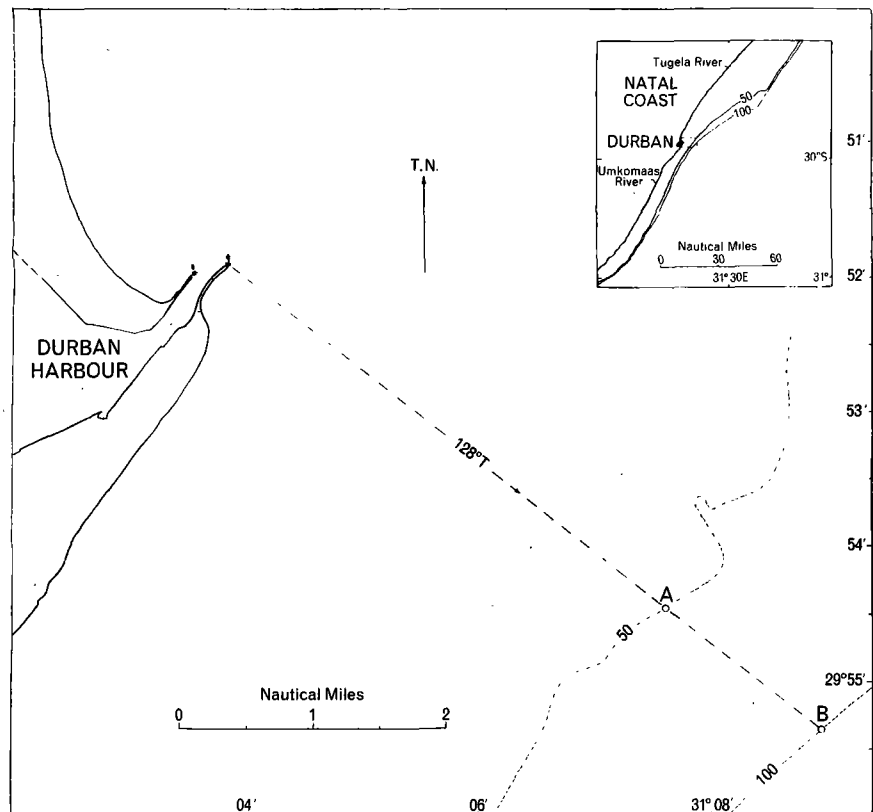 Tugela River
NATAL
COAST
50
100
DURBAN
30°S
Umkomaas
River
Nautical Miles
0 30 60
31°30E
31°
T.N.
51'
52'
DURBAN
HARBOUR
53'
128°T
54'
A
50
29°55'
B
Nautical Miles
0 1 2
100
04' 06' 31° 08'